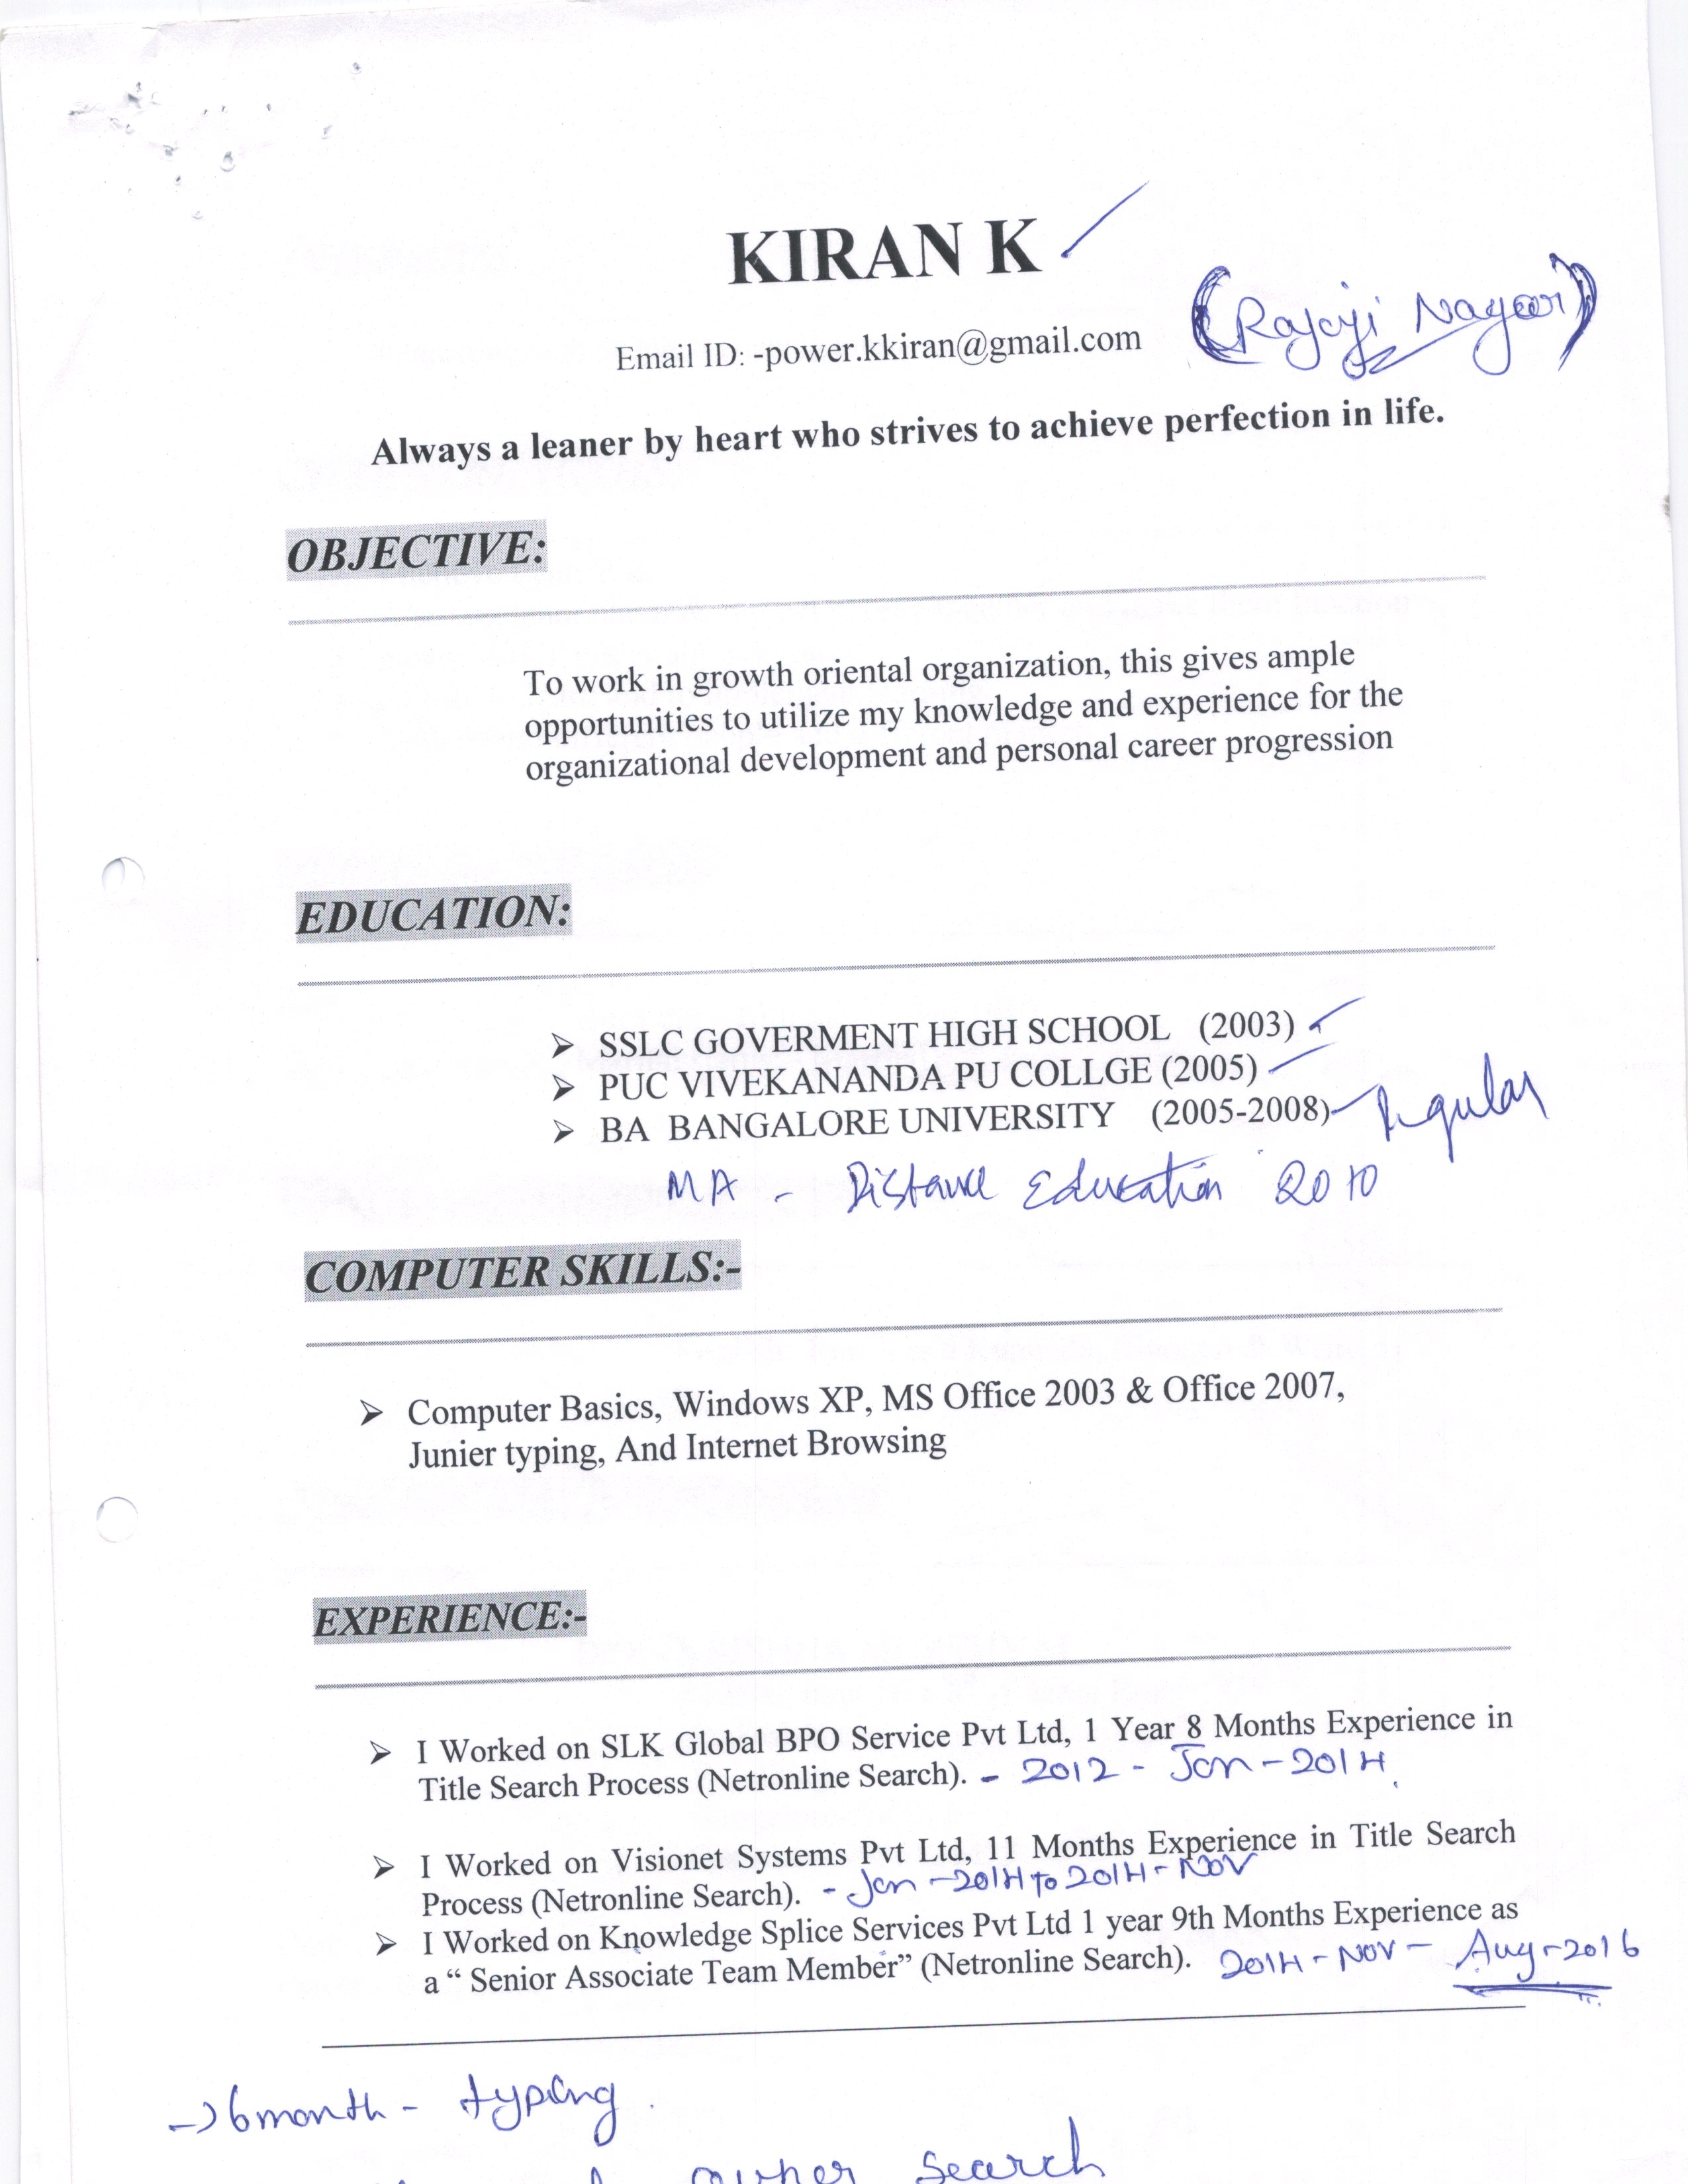 KIRAN K
(Rajaji Nagar)
Email ID: -power.kkiran@gmail.com
Always a leaner by heart who strives to achieve perfection in life.
OBJECTIVE:
To work in growth oriental organization, this gives ample
opportunities to utilize my knowledge and experience for the
organizational development and personal career progression
EDUCATION:
➢ SSLC GOVERMENT HIGH SCHOOL (2003)
➢ PUC VIVEKANANDA PU COLLGE (2005)
➢ BA BANGALORE UNIVERSITY (2005-2008) Regular
MA - Distance Education 2010
COMPUTER SKILLS:-
➢ Computer Basics, Windows XP, MS Office 2003 & Office 2007,
Junier typing, And Internet Browsing
EXPERIENCE:-
➢ I Worked on SLK Global BPO Service Pvt Ltd, 1 Year 8 Months Experience in
Title Search Process (Netronline Search). - 2012 - Jan - 2014
➢ I Worked on Visionet Systems Pvt Ltd, 11 Months Experience in Title Search
Process (Netronline Search). - Jan - 2014 to 2014 - NOV
➢ I Worked on Knowledge Splice Services Pvt Ltd 1 year 9th Months Experience as
a “ Senior Associate Team Member” (Netronline Search). 2014 - NOV - Aug - 2016
→ 6 month - typing.
owner search